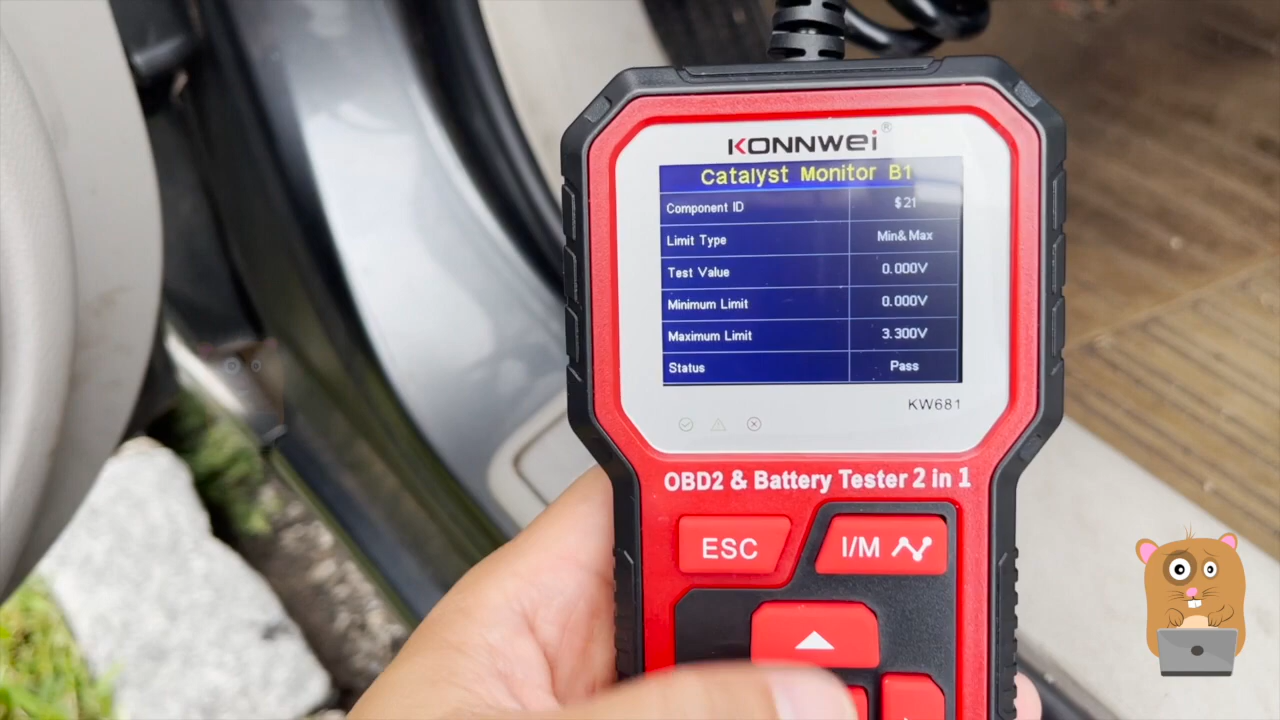 KONNWEI®
Catalyst Monitor B1
Component ID $21
Limit Type Min&Max
Test Value 0.000V
Minimum Limit 0.000V
Maximum Limit 3.300V
Status Pass
KW681
OBD2 & Battery Tester 2 in 1
ESC
I/M